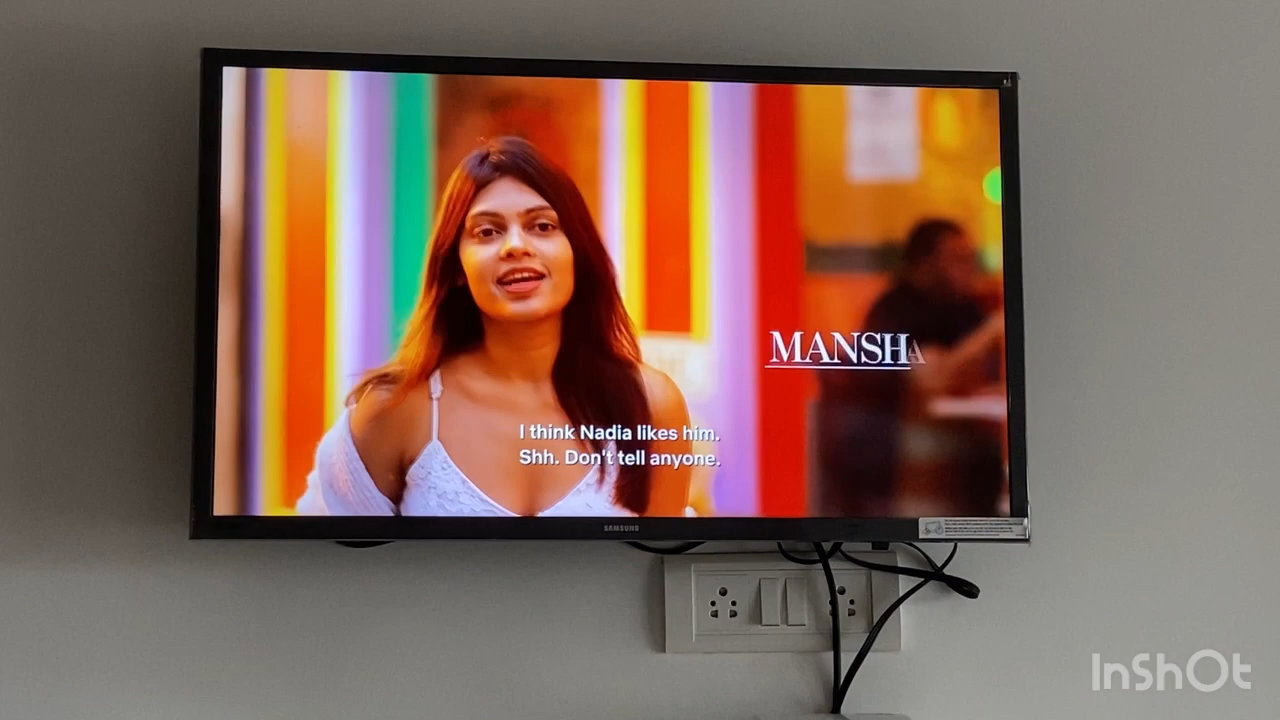 MANSHA
I think Nadia likes him.
Shh. Don't tell anyone.
SAMSUNG
InShOt